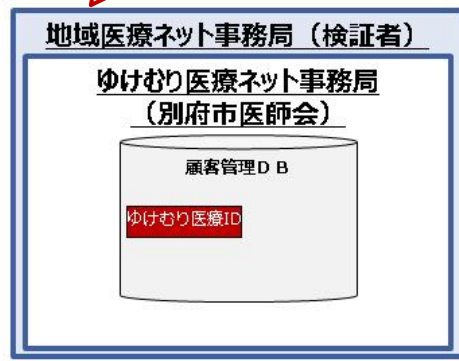 地域医療ネット事務局（検証者）
ゆけむり医療ネット事務局
（別府市医師会）
顧客管理ＤＢ
ゆけむり医療ID